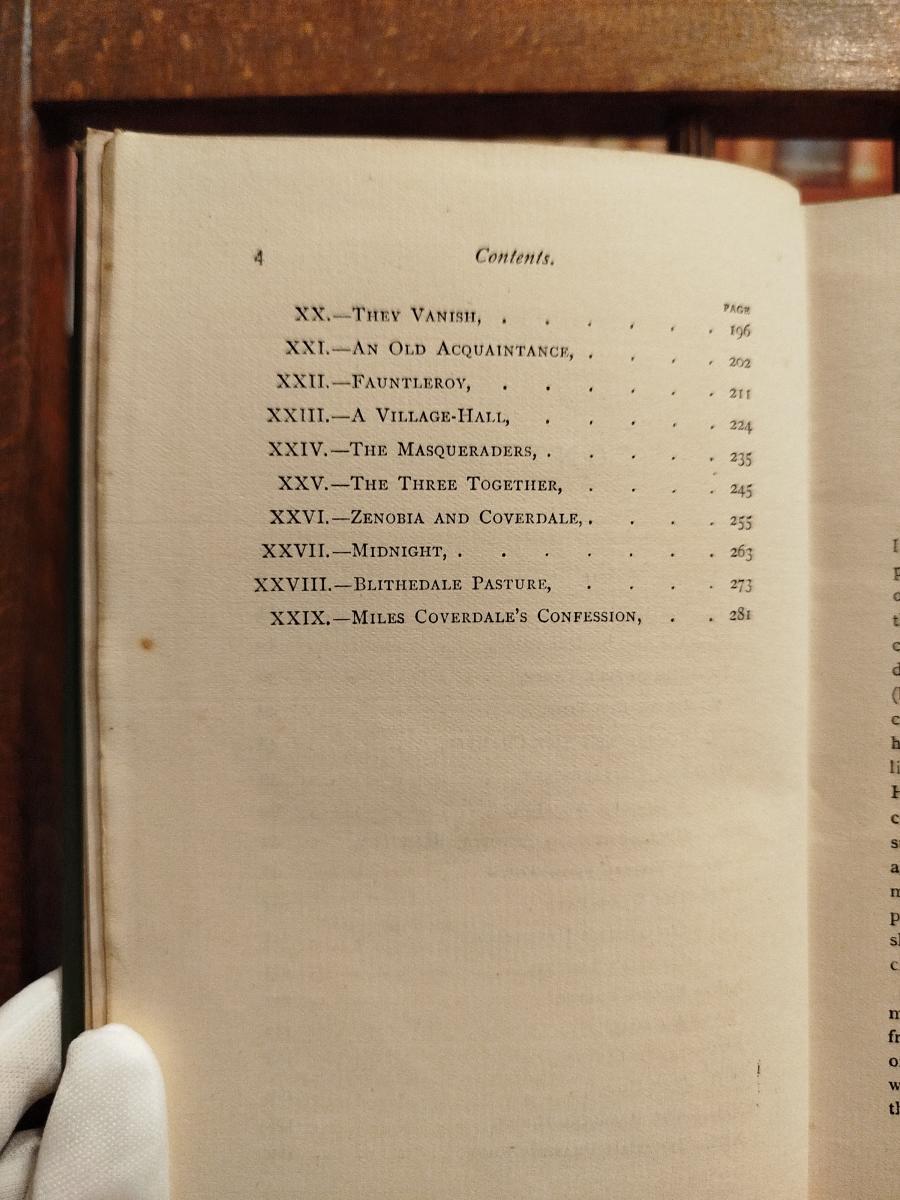 4 Contents.
PAGE
XX.—They Vanish, . . . . . . 196
XXI.—An Old Acquaintance, . . . . 202
XXII.—Fauntleroy, . . . . . . 211
XXIII.—A Village-Hall, . . . . . 224
XXIV.—The Masqueraders, . . . . . 235
XXV.—The Three Together, . . . . 245
XXVI.—Zenobia and Coverdale, . . . . 255
XXVII.—Midnight, . . . . . . . 263
XXVIII.—Blithedale Pasture, . . . . 273
XXIX.—Miles Coverdale's Confession, . . 281